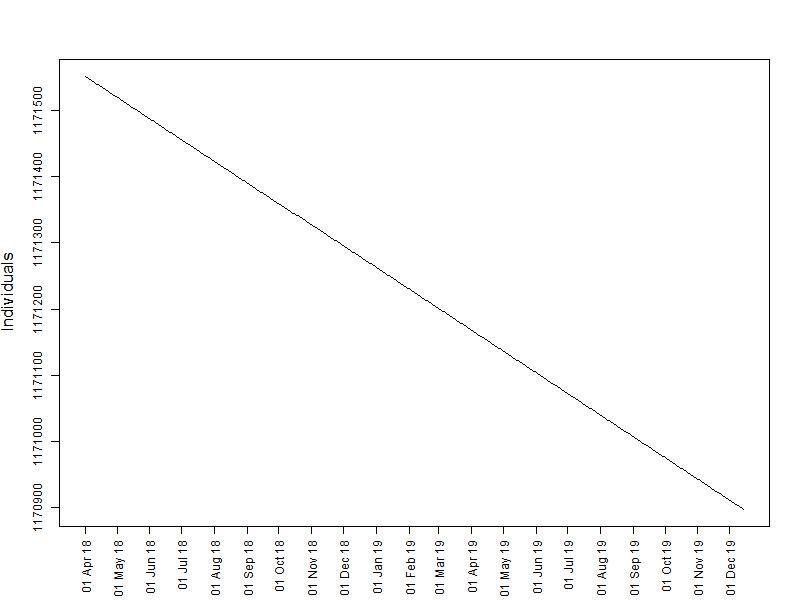 Individuals
1171500
1171400
1171300
1171200
1171100
1171000
1170900
01 Apr 18
01 May 18
01 Jun 18
01 Jul 18
01 Aug 18
01 Sep 18
01 Oct 18
01 Nov 18
01 Dec 18
01 Jan 19
01 Feb 19
01 Mar 19
01 Apr 19
01 May 19
01 Jun 19
01 Jul 19
01 Aug 19
01 Sep 19
01 Oct 19
01 Nov 19
01 Dec 19